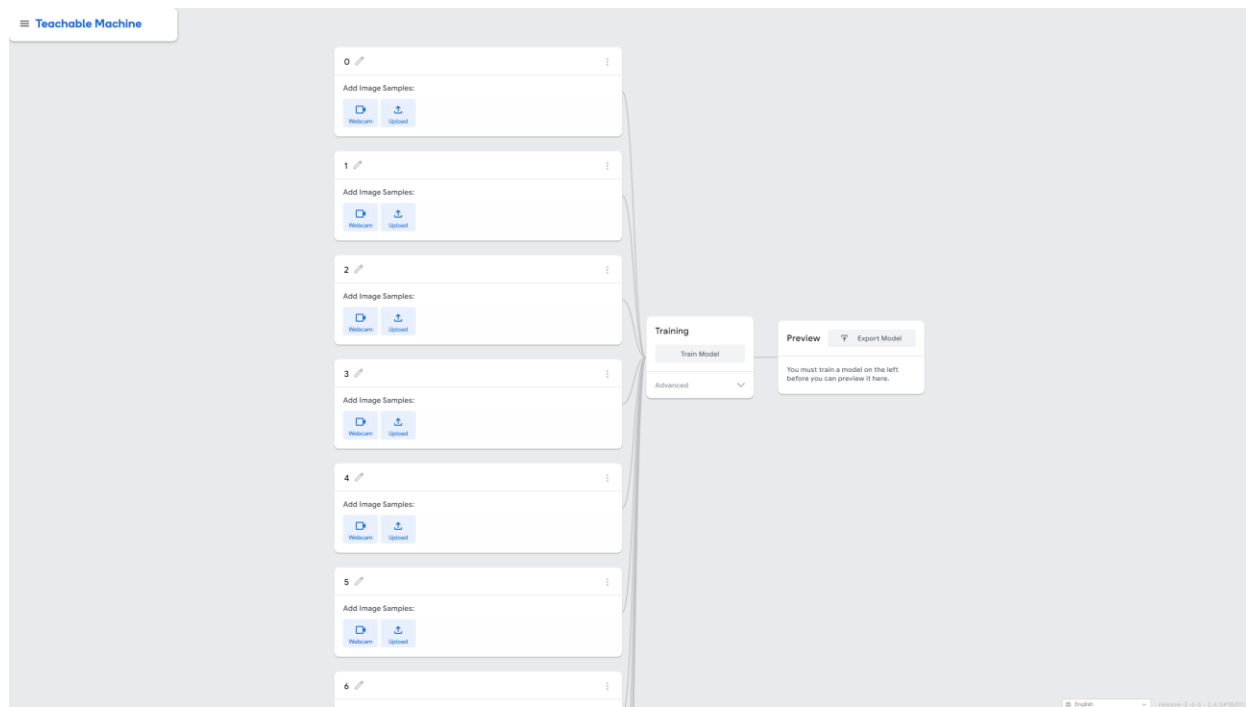 Teachable Machine
0
Add Image Samples:
Webcam Upload
1
Add Image Samples:
Webcam Upload
2
Add Image Samples:
Webcam Upload
3
Add Image Samples:
Webcam Upload
4
Add Image Samples:
Webcam Upload
5
Add Image Samples:
Webcam Upload
6
Training
Train Model
Advanced
Preview Export Model
You must train a model on the left
before you can preview it here.
English